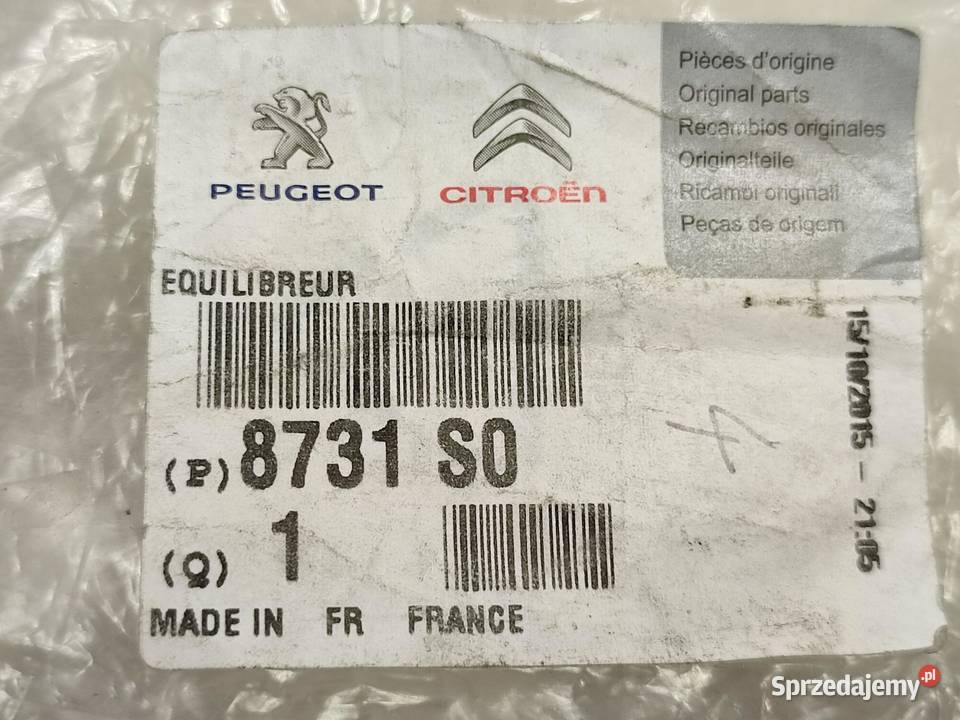 PEUGEOT
CITROËN
Pièces d'origine
Original parts
Recambios originales
Originalteile
Ricambi originali
Peças de origem
EQUILIBREUR
(P) 8731 S0
(Q) 1
MADE IN FR FRANCE
15/10/2015 - 21:05
4
Sprzedajemy.pl